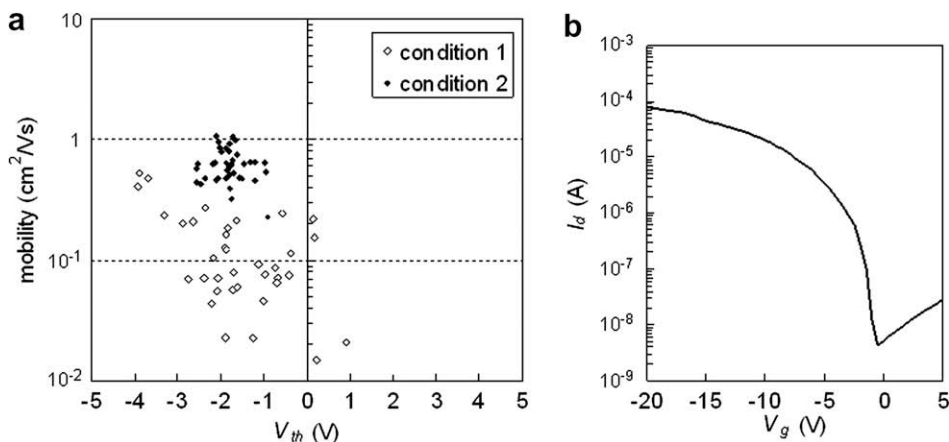 a
10
1
10-1
10-2
mobility (cm2/Vs)
condition 1
condition 2
-5 -4 -3 -2 -1 0 1 2 3 4 5
Vth (V)
b
10-3
10-4
10-5
10-6
10-7
10-8
10-9
Id (A)
-20 -15 -10 -5 0 5
Vg (V)